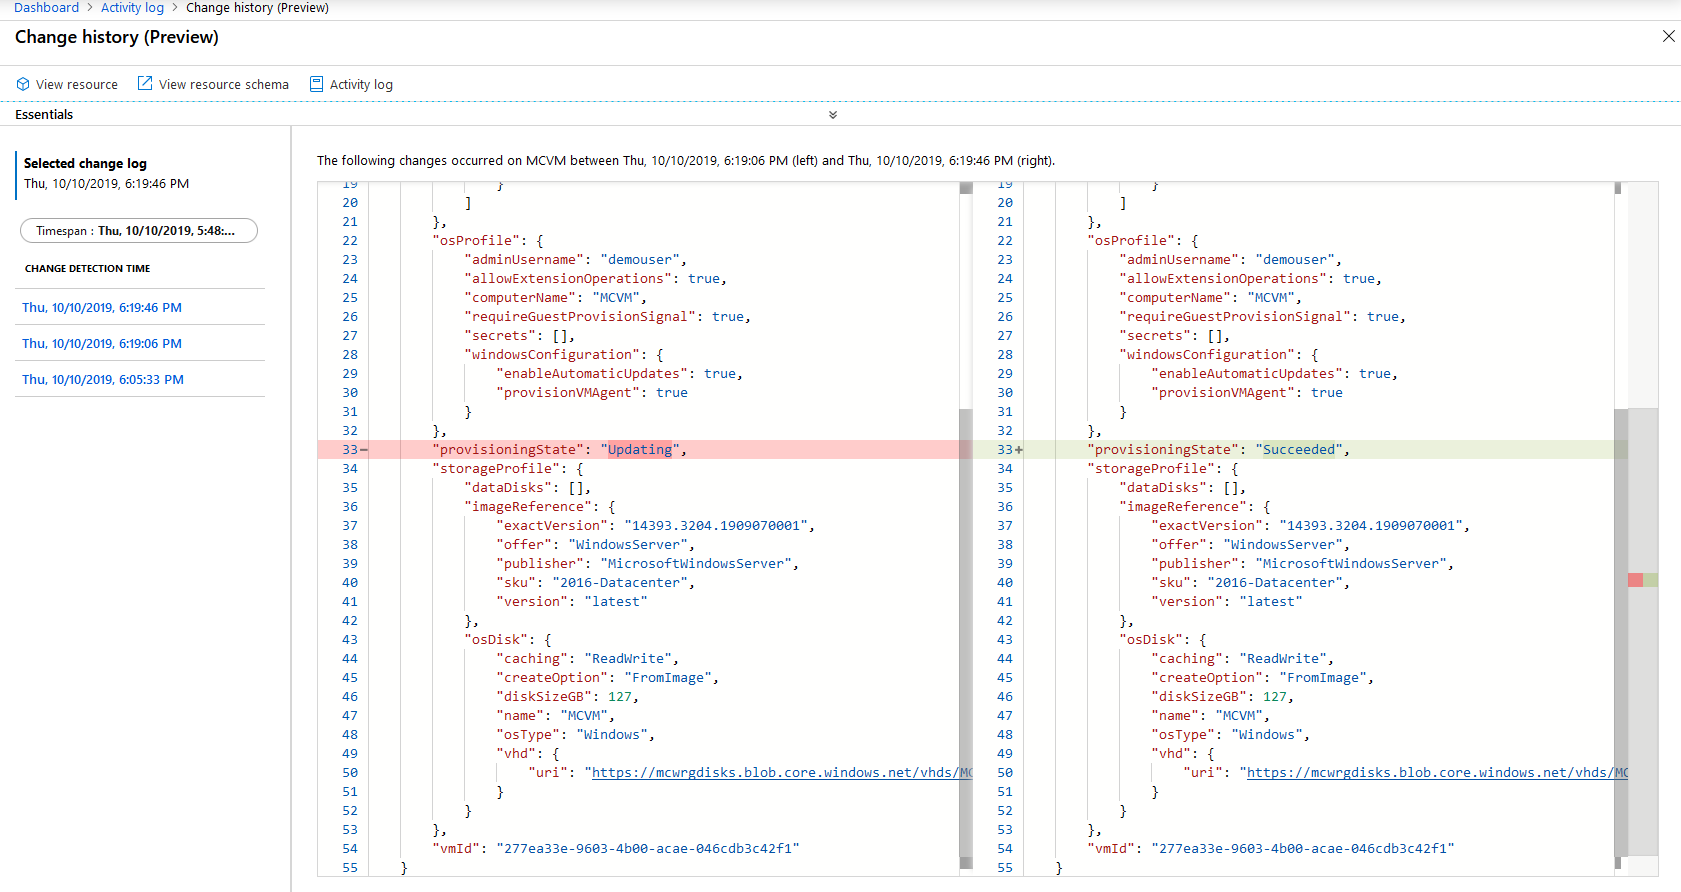 Dashboard > Activity log > Change history (Preview)
Change history (Preview)
View resource View resource schema Activity log
Essentials
Selected change log
Thu, 10/10/2019, 6:19:46 PM
Timespan : Thu, 10/10/2019, 5:48:...
CHANGE DETECTION TIME
Thu, 10/10/2019, 6:19:46 PM
Thu, 10/10/2019, 6:19:06 PM
Thu, 10/10/2019, 6:05:33 PM
The following changes occurred on MCVM between Thu, 10/10/2019, 6:19:06 PM (left) and Thu, 10/10/2019, 6:19:46 PM (right).
19 }
20 ]
21 },
22 "osProfile": {
23 "adminUsername": "demouser",
24 "allowExtensionOperations": true,
25 "computerName": "MCVM",
26 "requireGuestProvisionSignal": true,
27 "secrets": [],
28 "windowsConfiguration": {
29 "enableAutomaticUpdates": true,
30 "provisionVMAgent": true
31 }
32 },
33− "provisioningState": "Updating",
34 "storageProfile": {
35 "dataDisks": [],
36 "imageReference": {
37 "exactVersion": "14393.3204.1909070001",
38 "offer": "WindowsServer",
39 "publisher": "MicrosoftWindowsServer",
40 "sku": "2016-Datacenter",
41 "version": "latest"
42 },
43 "osDisk": {
44 "caching": "ReadWrite",
45 "createOption": "FromImage",
46 "diskSizeGB": 127,
47 "name": "MCVM",
48 "osType": "Windows",
49 "vhd": {
50 "uri": "https://mcwrgdisks.blob.core.windows.net/vhds/MC
51 }
52 }
53 },
54 "vmId": "277ea33e-9603-4b00-acae-046cdb3c42f1"
55 }
19 }
20 ]
21 },
22 "osProfile": {
23 "adminUsername": "demouser",
24 "allowExtensionOperations": true,
25 "computerName": "MCVM",
26 "requireGuestProvisionSignal": true,
27 "secrets": [],
28 "windowsConfiguration": {
29 "enableAutomaticUpdates": true,
30 "provisionVMAgent": true
31 }
32 },
33+ "provisioningState": "Succeeded",
34 "storageProfile": {
35 "dataDisks": [],
36 "imageReference": {
37 "exactVersion": "14393.3204.1909070001",
38 "offer": "WindowsServer",
39 "publisher": "MicrosoftWindowsServer",
40 "sku": "2016-Datacenter",
41 "version": "latest"
42 },
43 "osDisk": {
44 "caching": "ReadWrite",
45 "createOption": "FromImage",
46 "diskSizeGB": 127,
47 "name": "MCVM",
48 "osType": "Windows",
49 "vhd": {
50 "uri": "https://mcwrgdisks.blob.core.windows.net/vhds/MC
51 }
52 }
53 },
54 "vmId": "277ea33e-9603-4b00-acae-046cdb3c42f1"
55 }